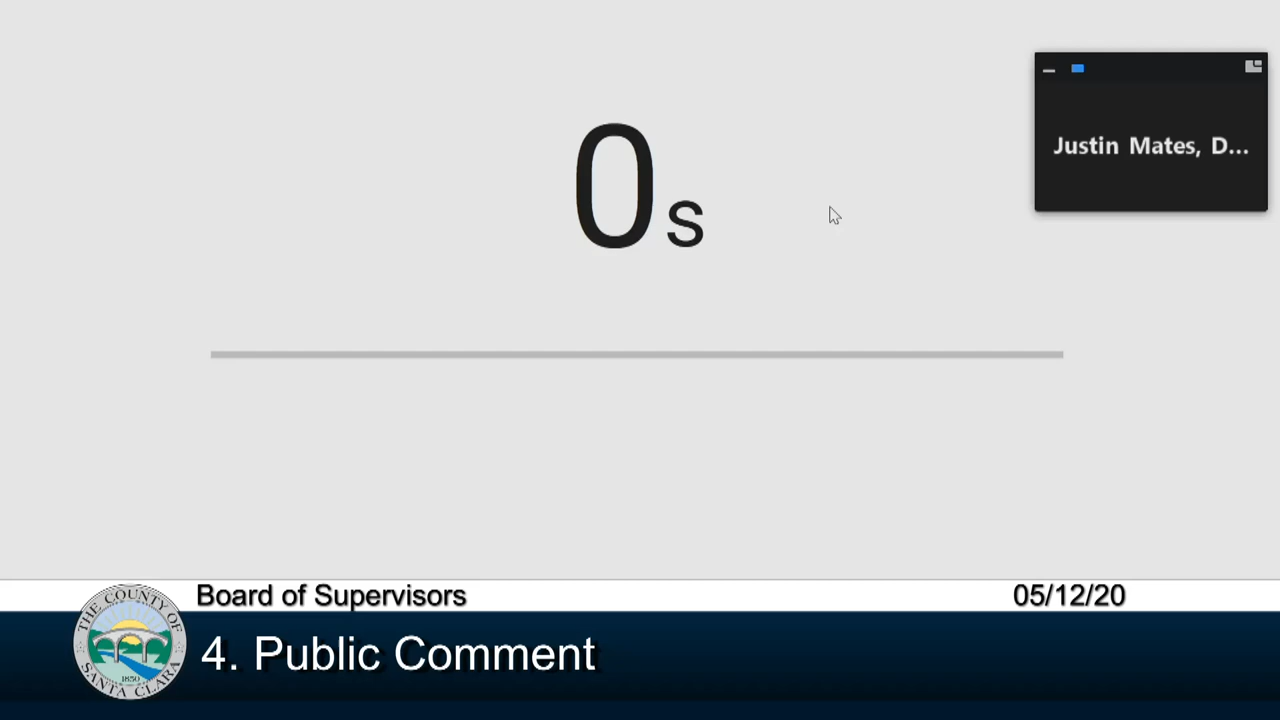 0s
Justin Mates, D...
Board of Supervisors
05/12/20
THE COUNTY OF
SANTA CLARA
1850
4. Public Comment